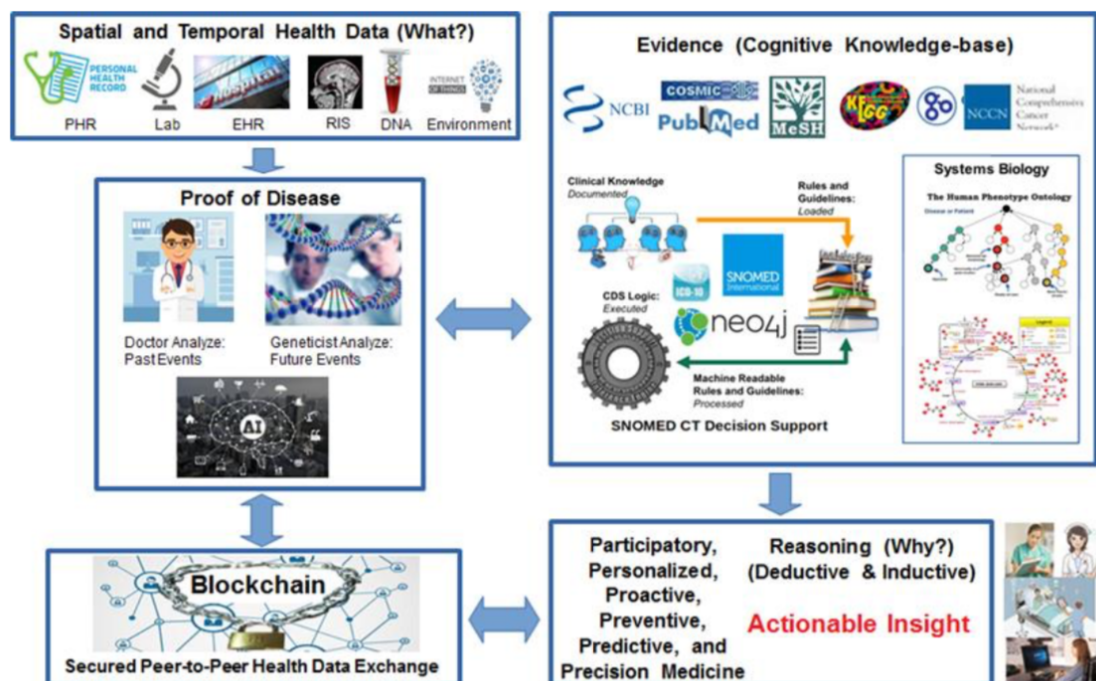 Spatial and Temporal Health Data (What?)
PERSONAL
HEALTH
RECORD
hospital
INTERNET
OF THINGS
PHR
Lab
EHR
RIS
DNA
Environment
Proof of Disease
Doctor Analyze:
Past Events
Geneticist Analyze:
Future Events
AI
Blockchain
Secured Peer-to-Peer Health Data Exchange
Evidence (Cognitive Knowledge-base)
NCBI
COSMIC
PubMed
MeSH
KEGG
NCCN
National
Comprehensive
Cancer
Network®
Clinical Knowledge
Documented
Rules and
Guidelines:
Loaded
ICD-10
SNOMED
International
CDS Logic:
Executed
neo4j
Machine Readable
Rules and Guidelines:
Processed
SNOMED CT Decision Support
Systems Biology
The Human Phenotype Ontology
Disease or Patient
Legend
Participatory,
Personalized,
Proactive,
Preventive,
Predictive, and
Precision Medicine
Reasoning (Why?)
(Deductive & Inductive)
Actionable Insight